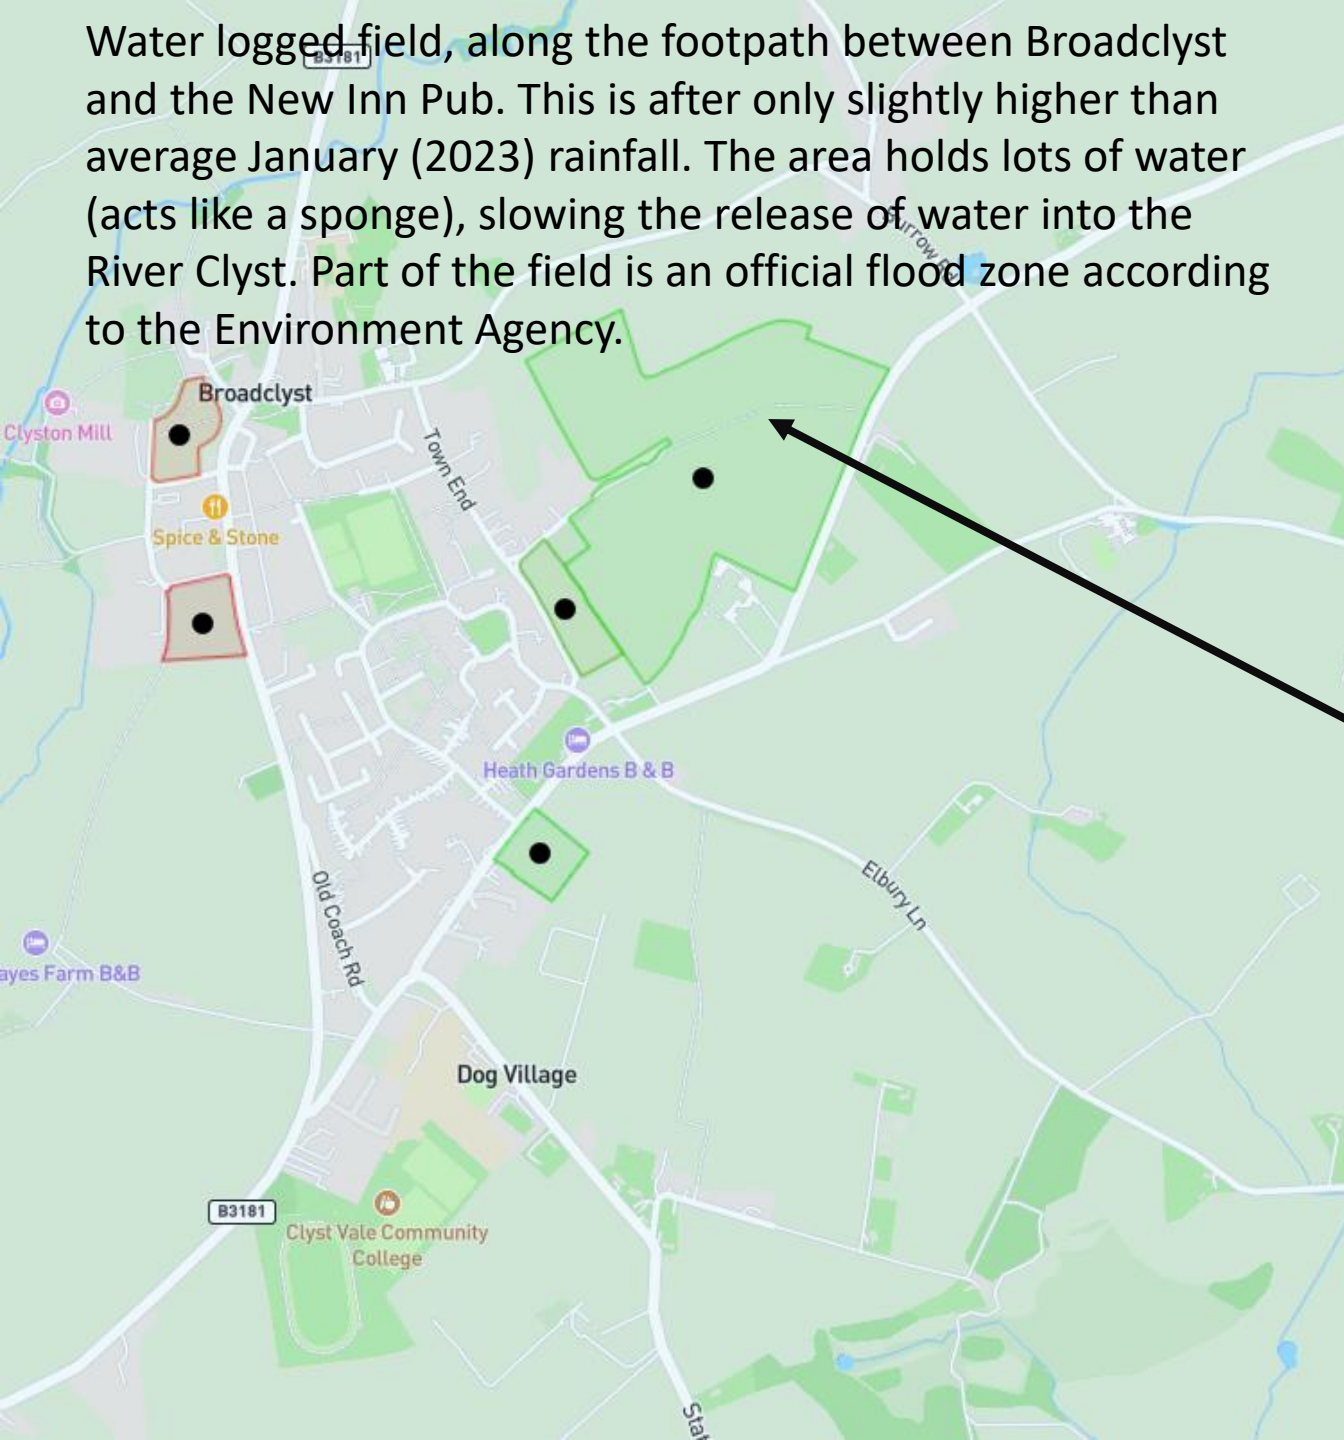 Water logged field, along the footpath between Broadclyst
and the New Inn Pub. This is after only slightly higher than
average January (2023) rainfall. The area holds lots of water
(acts like a sponge), slowing the release of water into the
River Clyst. Part of the field is an official flood zone according
to the Environment Agency.
B3181
Broadclyst
Clyston Mill
Town End
Spice & Stone
Heath Gardens B & B
Elbury Ln
Old Coach Rd
ayes Farm B&B
Dog Village
B3181
Clyst Vale Community
College
Stat